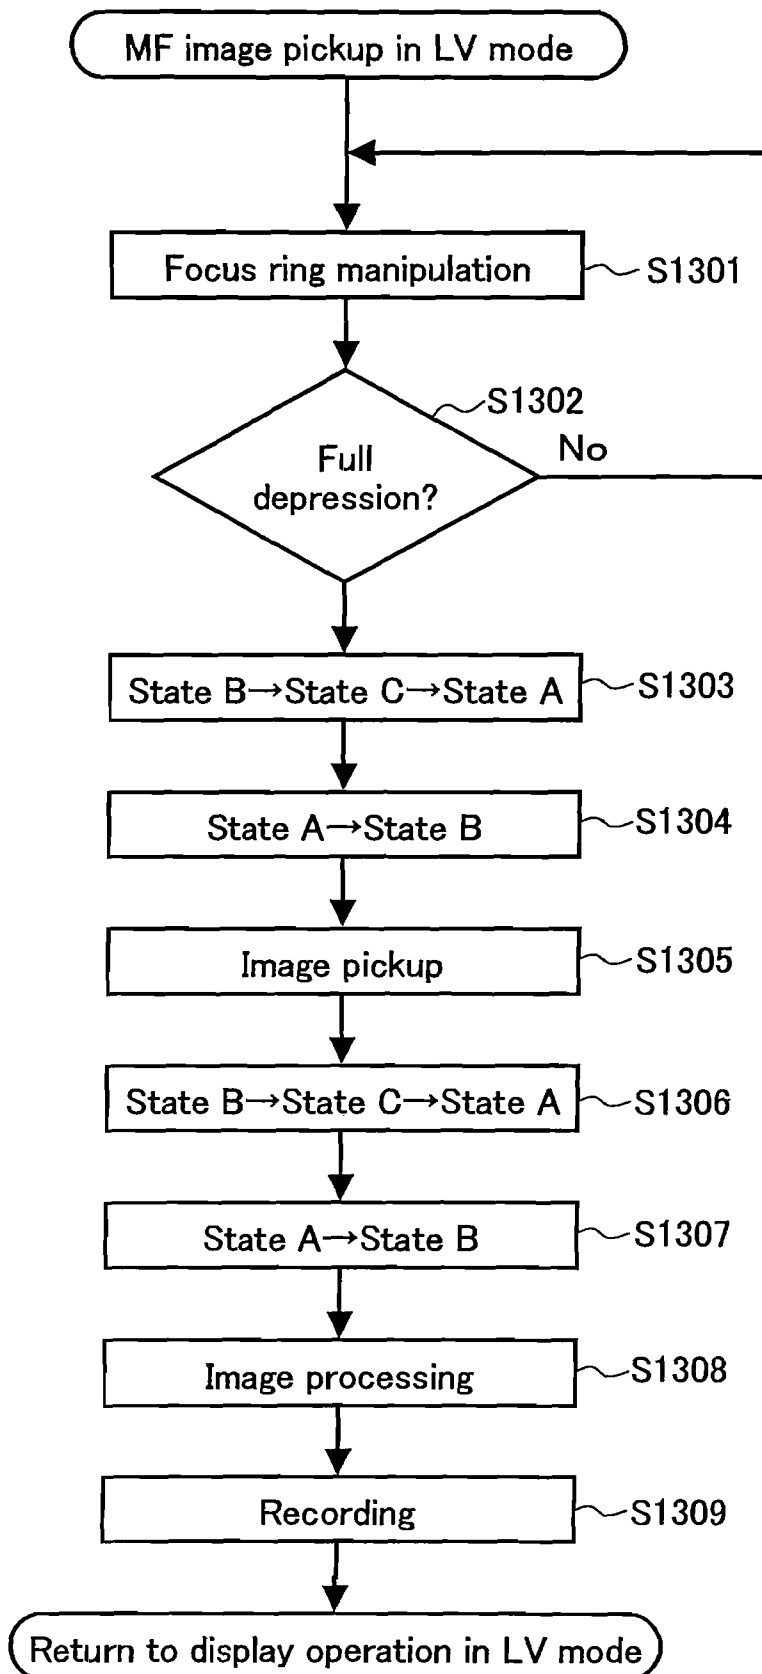 MF image pickup in LV mode
Focus ring manipulation
S1301
S1302
Full
depression?
No
State B→State C→State A
S1303
State A→State B
S1304
Image pickup
S1305
State B→State C→State A
S1306
State A→State B
S1307
Image processing
S1308
Recording
S1309
Return to display operation in LV mode